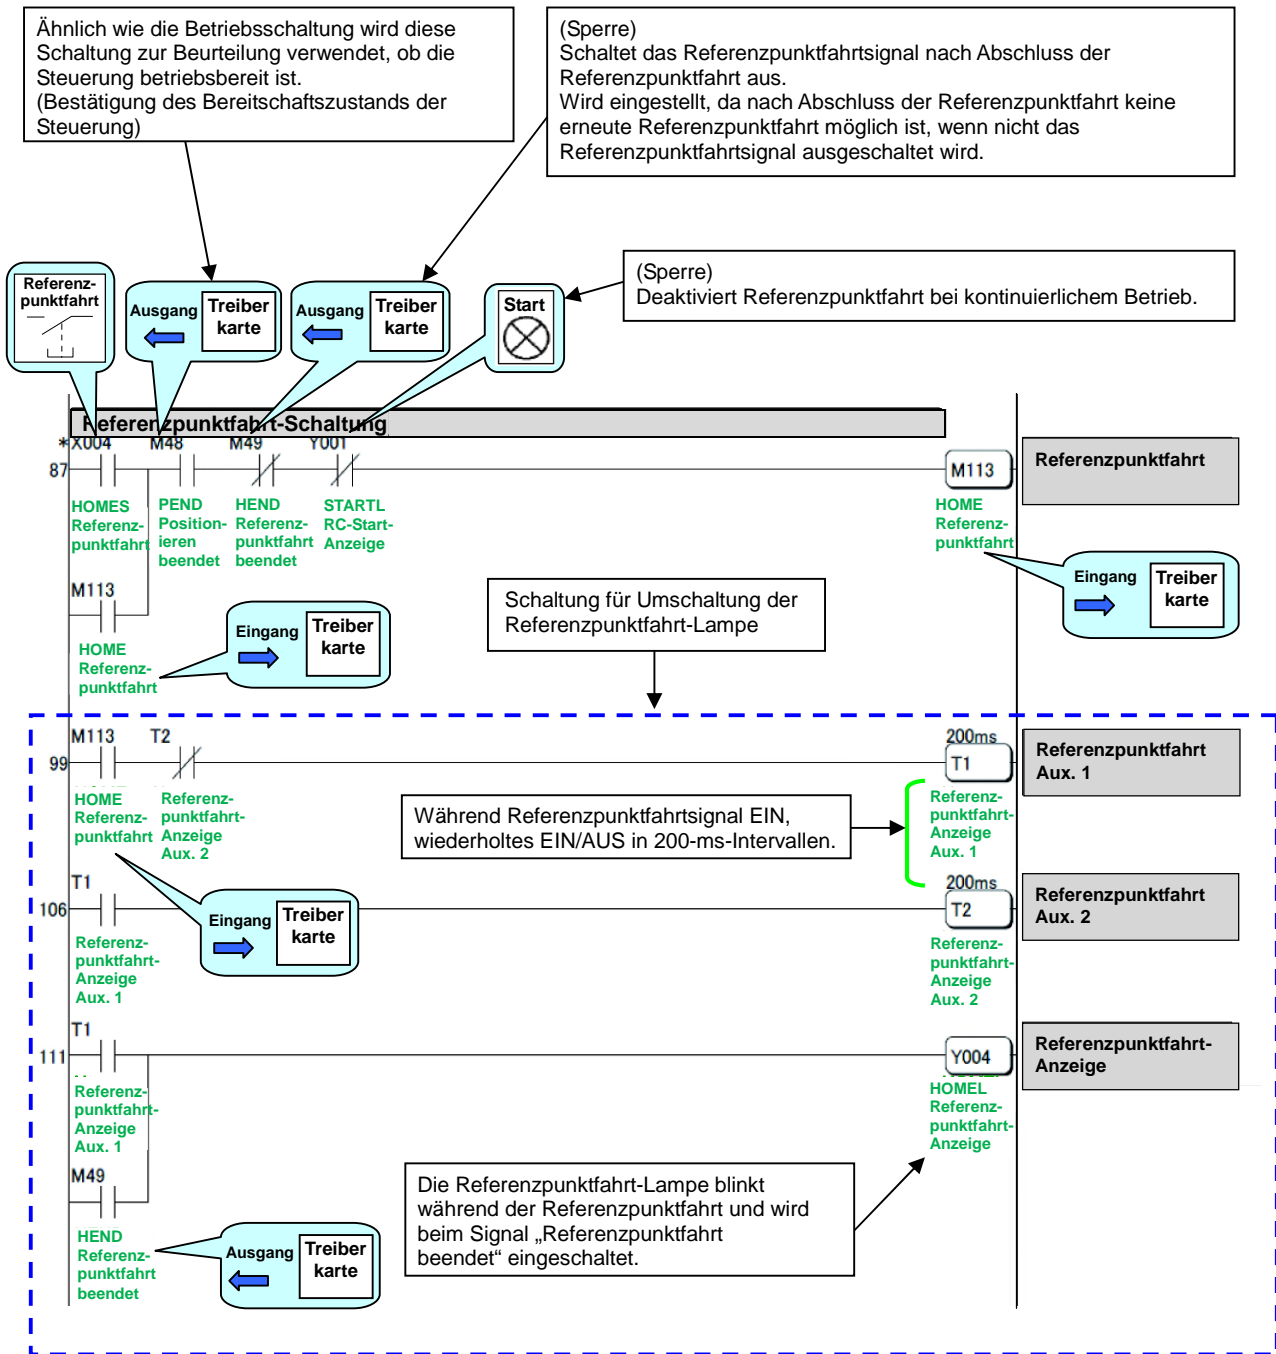 Ähnlich wie die Betriebsschaltung wird diese
Schaltung zur Beurteilung verwendet, ob die
Steuerung betriebsbereit ist.
(Bestätigung des Bereitschaftszustands der
Steuerung)
(Sperre)
Schaltet das Referenzpunktfahrtsignal nach Abschluss der
Referenzpunktfahrt aus.
Wird eingestellt, da nach Abschluss der Referenzpunktfahrt keine
erneute Referenzpunktfahrt möglich ist, wenn nicht das
Referenzpunktfahrtsignal ausgeschaltet wird.
(Sperre)
Deaktiviert Referenzpunktfahrt bei kontinuierlichem Betrieb.
Referenz-
punktfahrt
Ausgang
Treiber
karte
Ausgang
Treiber
karte
Start
Referenzpunktfahrt-Schaltung
*X004 M48 M49 Y001
87
M113
Referenzpunktfahrt
HOMES
Referenz-
punktfahrt
PEND
Position-
ieren
beendet
HEND
Referenz-
punktfahrt
beendet
STARTL
RC-Start-
Anzeige
HOME
Referenz-
punktfahrt
Eingang
Treiber
karte
M113
HOME
Referenz-
punktfahrt
Eingang
Treiber
karte
Schaltung für Umschaltung der
Referenzpunktfahrt-Lampe
M113 T2
99
200ms
T1
Referenzpunktfahrt
Aux. 1
HOME
Referenz-
punktfahrt
Referenz-
punktfahrt-
Anzeige
Aux. 2
Während Referenzpunktfahrtsignal EIN,
wiederholtes EIN/AUS in 200-ms-Intervallen.
Referenz-
punktfahrt-
Anzeige
Aux. 1
T1
106
200ms
T2
Referenzpunktfahrt
Aux. 2
Eingang
Treiber
karte
Referenz-
punktfahrt-
Anzeige
Aux. 1
Referenz-
punktfahrt-
Anzeige
Aux. 2
T1
111
Y004
Referenzpunktfahrt-
Anzeige
Referenz-
punktfahrt-
Anzeige
Aux. 1
HOMEL
Referenz-
punktfahrt-
Anzeige
M49
HEND
Referenz-
punktfahrt
beendet
Ausgang
Treiber
karte
Die Referenzpunktfahrt-Lampe blinkt
während der Referenzpunktfahrt und wird
beim Signal „Referenzpunktfahrt
beendet“ eingeschaltet.